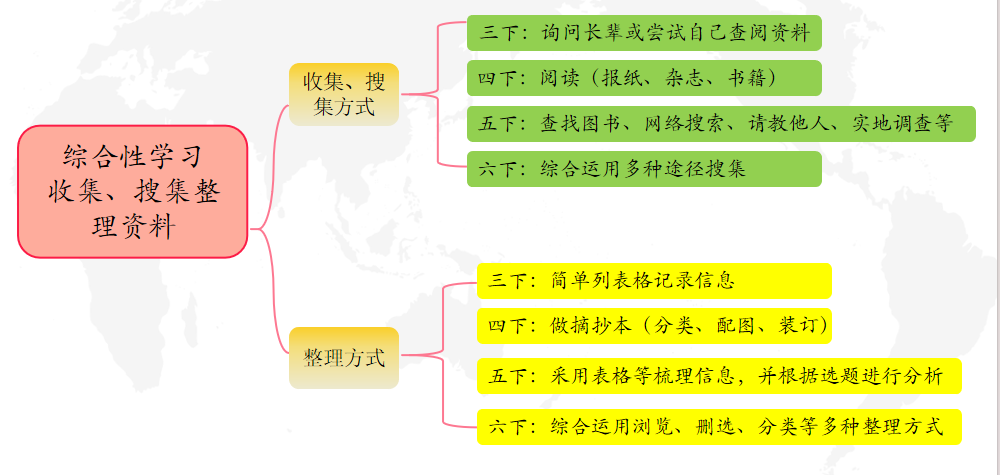 综合性学习
收集、搜集整
理资料
收集、搜
集方式
三下：询问长辈或尝试自己查阅资料
四下：阅读（报纸、杂志、书籍）
五下：查找图书、网络搜索、请教他人、实地调查等
六下：综合运用多种途径搜集
整理方式
三下：简单列表格记录信息
四下：做摘抄本（分类、配图、装订）
五下：采用表格等梳理信息，并根据选题进行分析
六下：综合运用浏览、删选、分类等多种整理方式